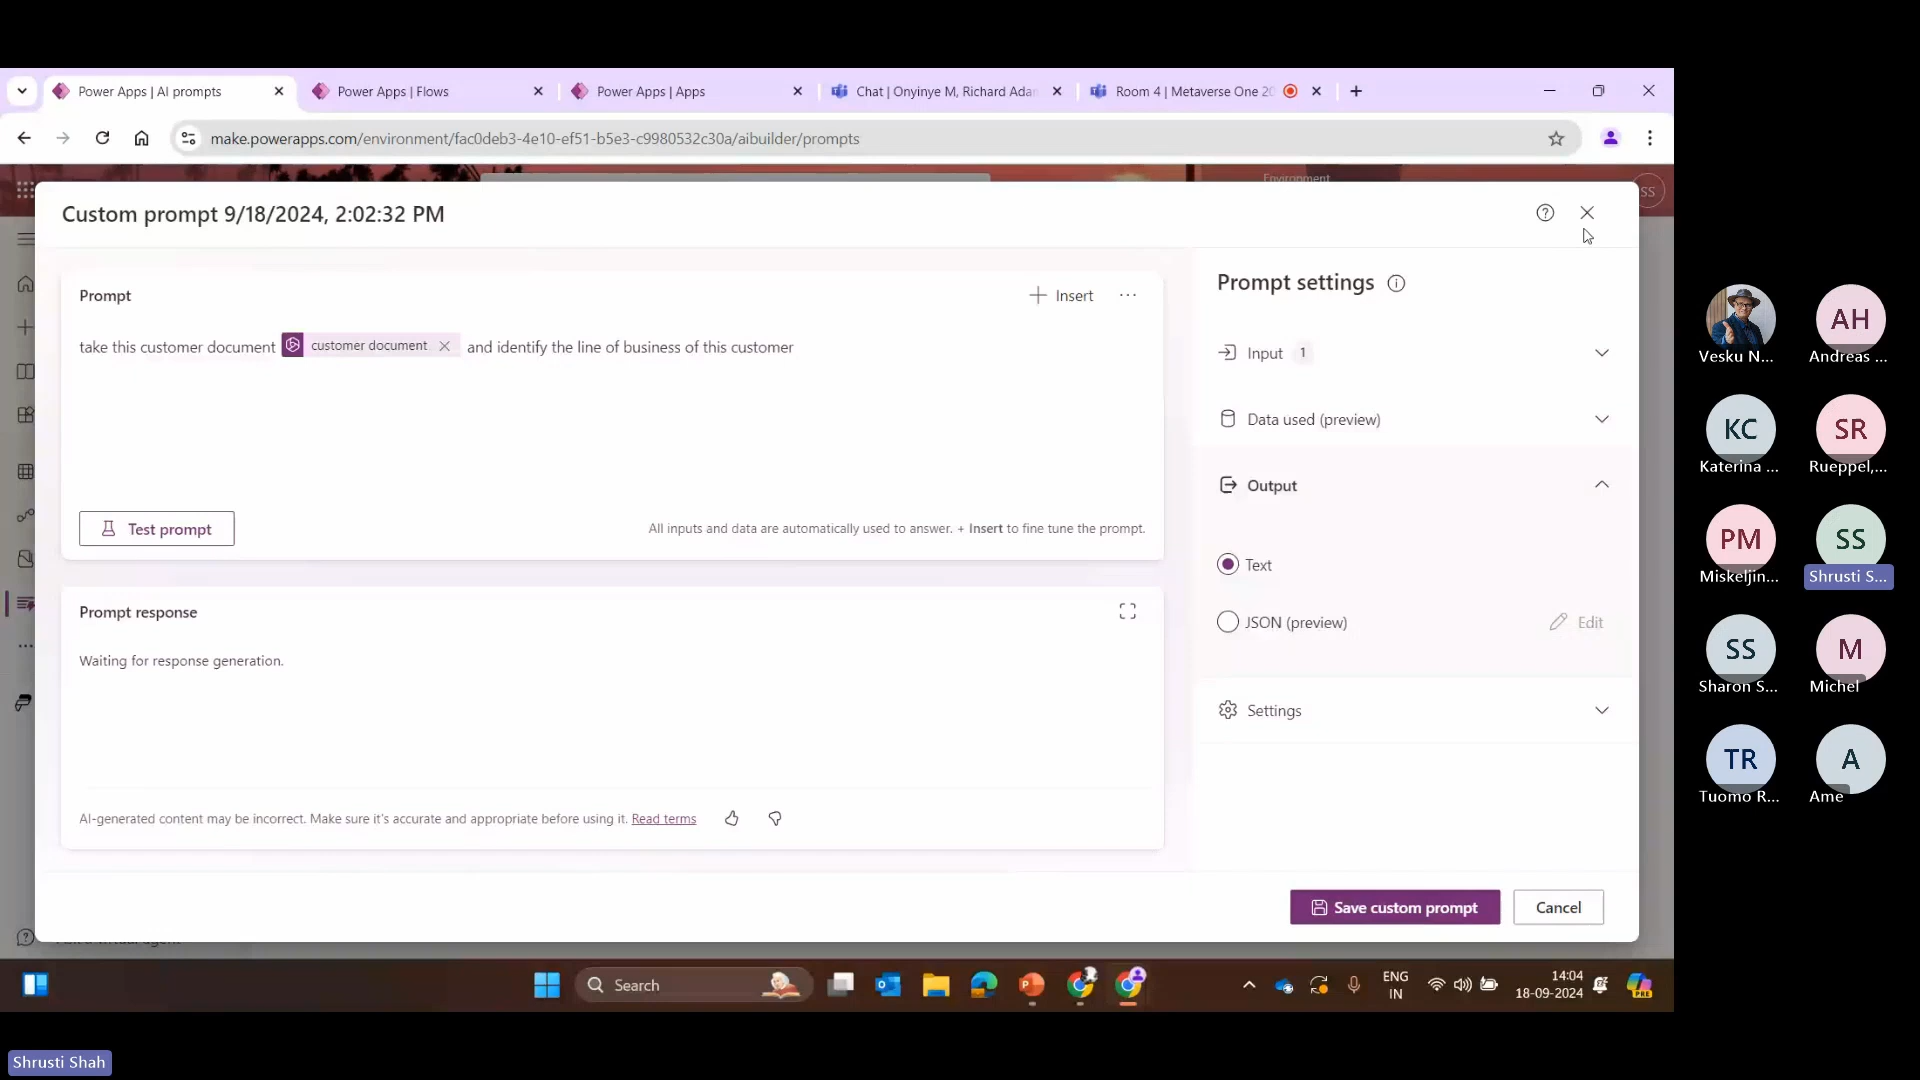 Power Apps | AI prompts
Power Apps | Flows
Power Apps | Apps
Chat | Onyinye M, Richard Adan
Room 4 | Metaverse One 20
make.powerapps.com/environment/fac0deb3-4e10-ef51-b5e3-c9980532c30a/aibuilder/prompts
Environment
SS
Custom prompt 9/18/2024, 2:02:32 PM
Prompt
Insert
take this customer document customer document and identify the line of business of this customer
Test prompt
All inputs and data are automatically used to answer. + Insert to fine tune the prompt.
Prompt response
Waiting for response generation.
AI-generated content may be incorrect. Make sure it's accurate and appropriate before using it. Read terms
Prompt settings
Input 1
Data used (preview)
Output
Text
JSON (preview)
Edit
Settings
Save custom prompt
Cancel
Search
ENG
IN
14:04
18-09-2024
PRE
Vesku N...
AH
Andreas ...
KC
Katerina ...
SR
Rueppel,...
PM
Miskeljin...
SS
Shrusti S...
SS
Sharon S...
M
Michel
TR
Tuomo R...
A
Ame
Shrusti Shah